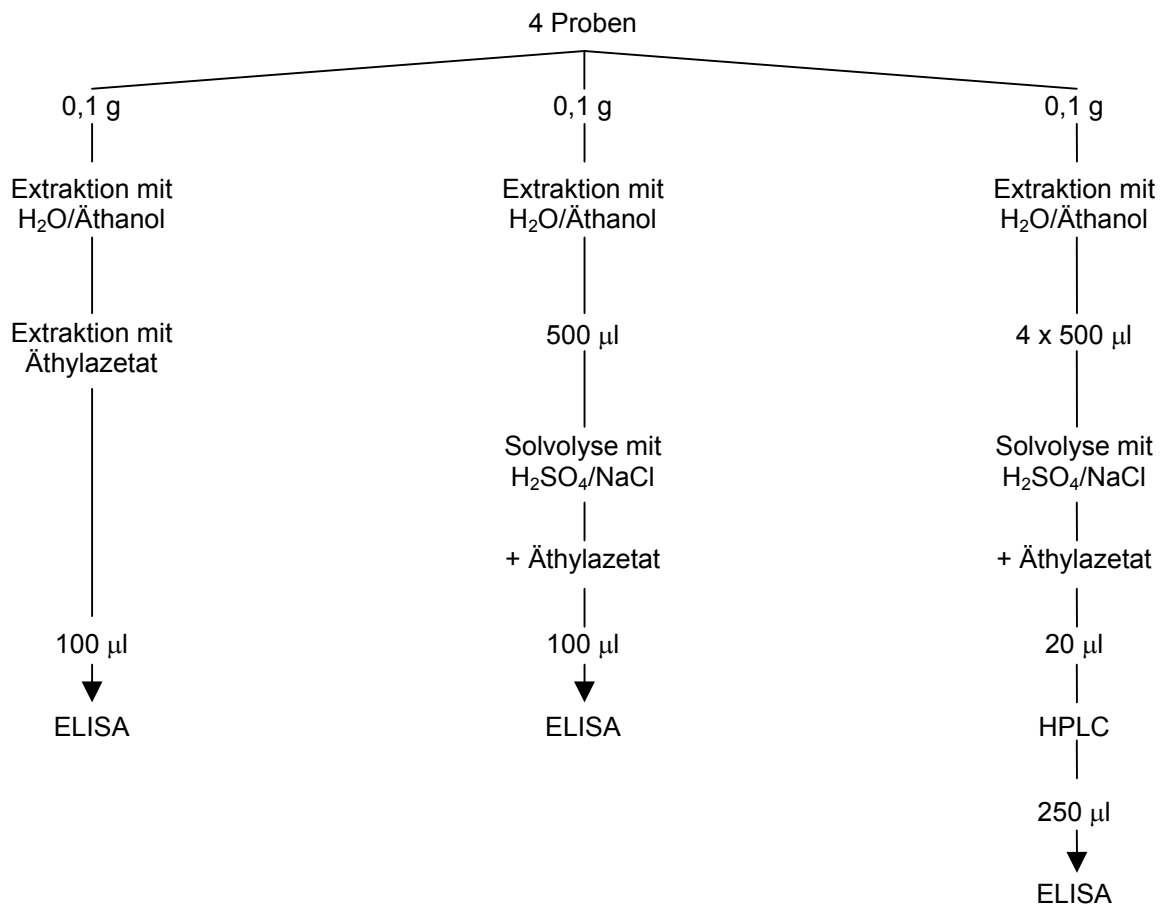 4 Proben
0,1 g
0,1 g
0,1 g
Extraktion mit
H₂O/Äthanol
Extraktion mit
H₂O/Äthanol
Extraktion mit
H₂O/Äthanol
Extraktion mit
Äthylazetat
500 µl
4 x 500 µl
Solvolyse mit
H₂SO₄/NaCl
Solvolyse mit
H₂SO₄/NaCl
+ Äthylazetat
+ Äthylazetat
100 µl
100 µl
20 µl
ELISA
ELISA
HPLC
250 µl
ELISA